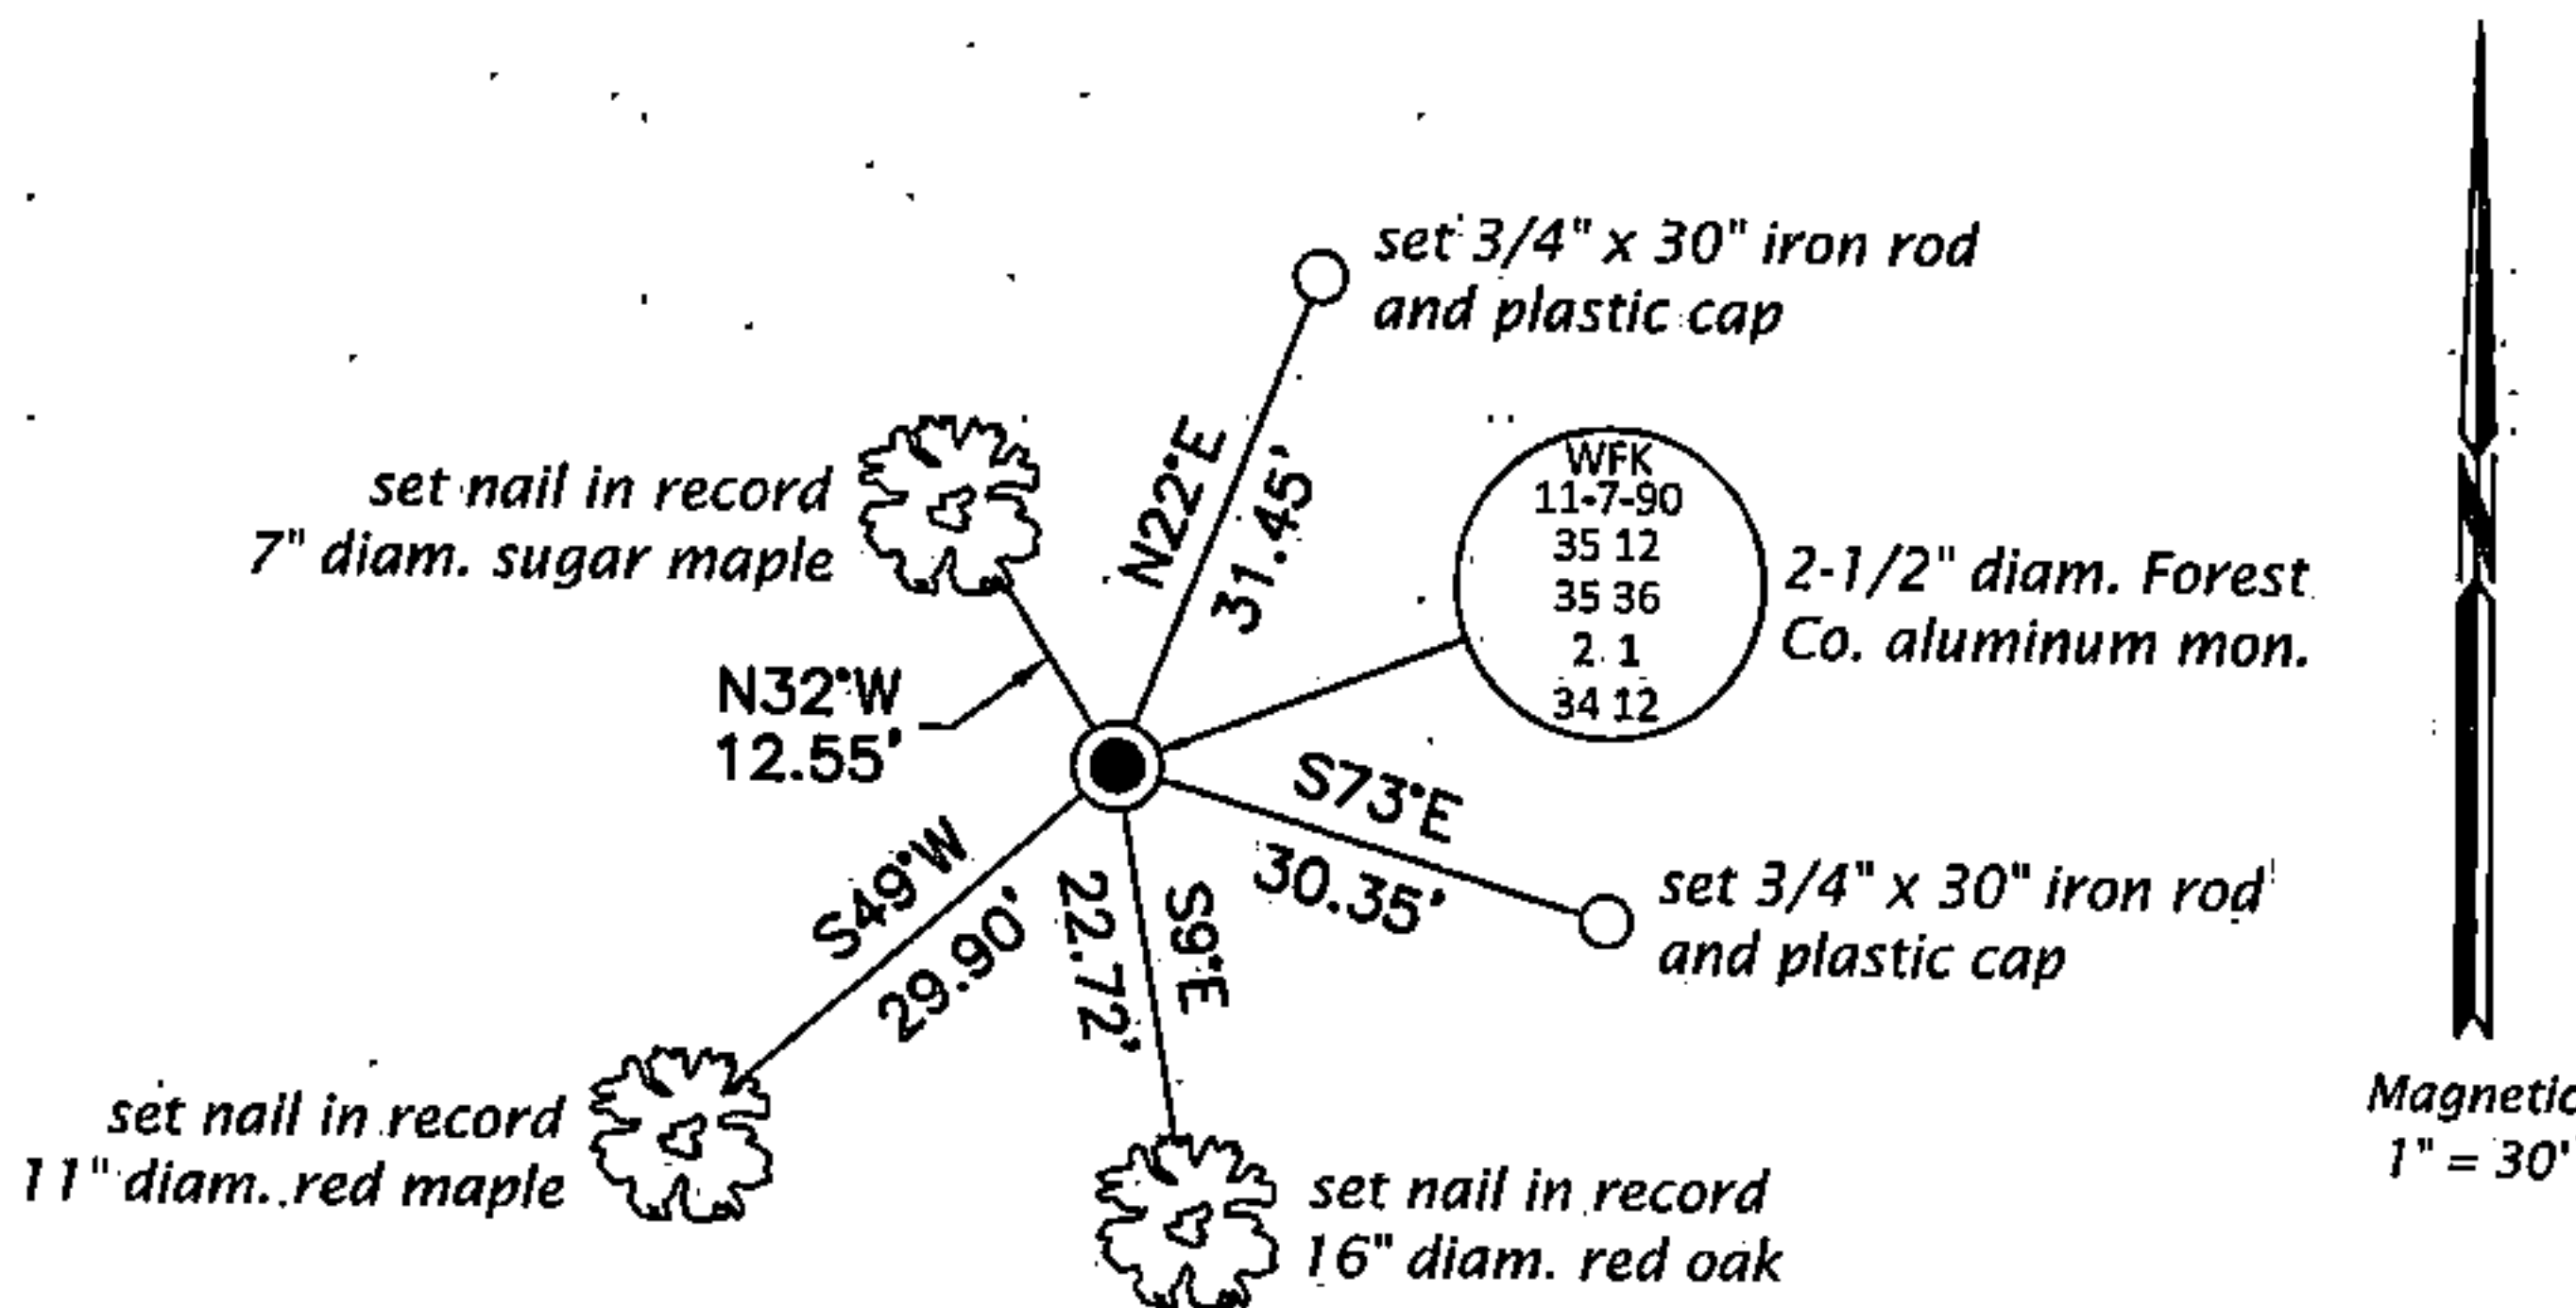 set 3/4" x 30" iron rod
and plastic cap
N22°E
31.45'
set nail in record
7" diam. sugar maple
WFK
11-7-90
35 12
35 36
2 1
34 12
2-1/2" diam. Forest
Co. aluminum mon.
N32°W
12.55'
S73°E
30.35'
set 3/4" x 30" iron rod
and plastic cap
S49°W
29.90'
22.72'
S9°E
set nail in record
11" diam. red maple
set nail in record
16" diam. red oak
N
Magnetic
1" = 30'